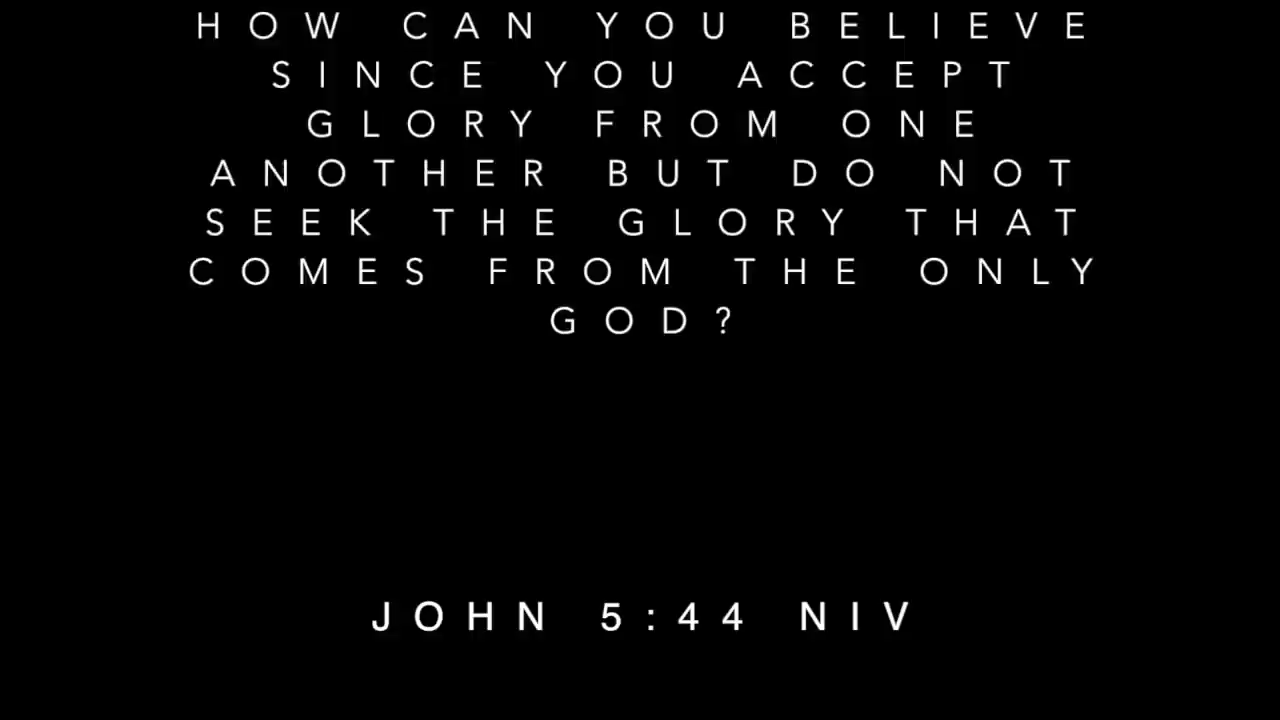 HOW CAN YOU BELIEVE
SINCE YOU ACCEPT
GLORY FROM ONE
ANOTHER BUT DO NOT
SEEK THE GLORY THAT
COMES FROM THE ONLY
GOD?
JOHN 5:44 NIV